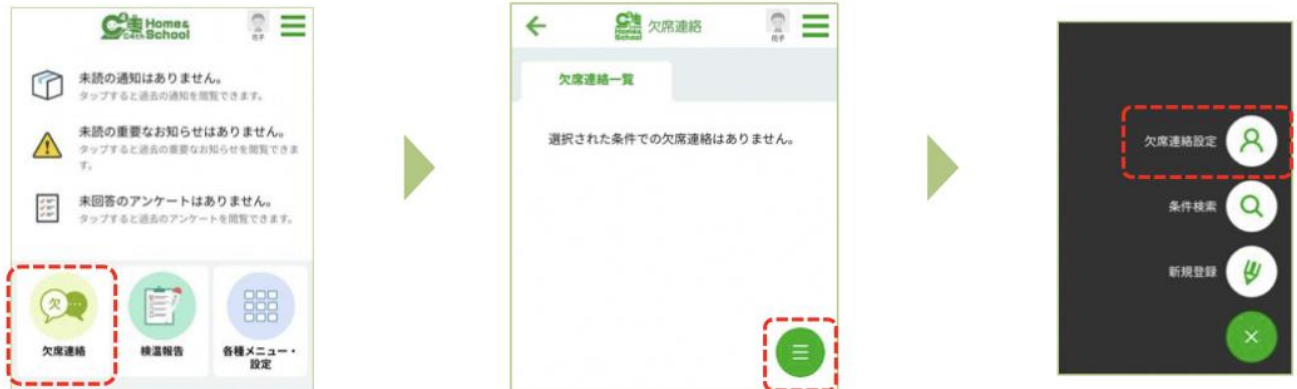 C4th Home&School
花子
未読の通知はありません。
タップすると過去の通知を閲覧できます。
未読の重要なお知らせはありません。
タップすると過去の重要なお知らせを閲覧できま
す。
未回答のアンケートはありません。
タップすると過去のアンケートを閲覧できます。
欠
欠席連絡
検温報告
各種メニュー・
設定
C4th
Home&
School
欠席連絡
花子
欠席連絡一覧
選択された条件での欠席連絡はありません。
欠席連絡設定
条件検索
新規登録